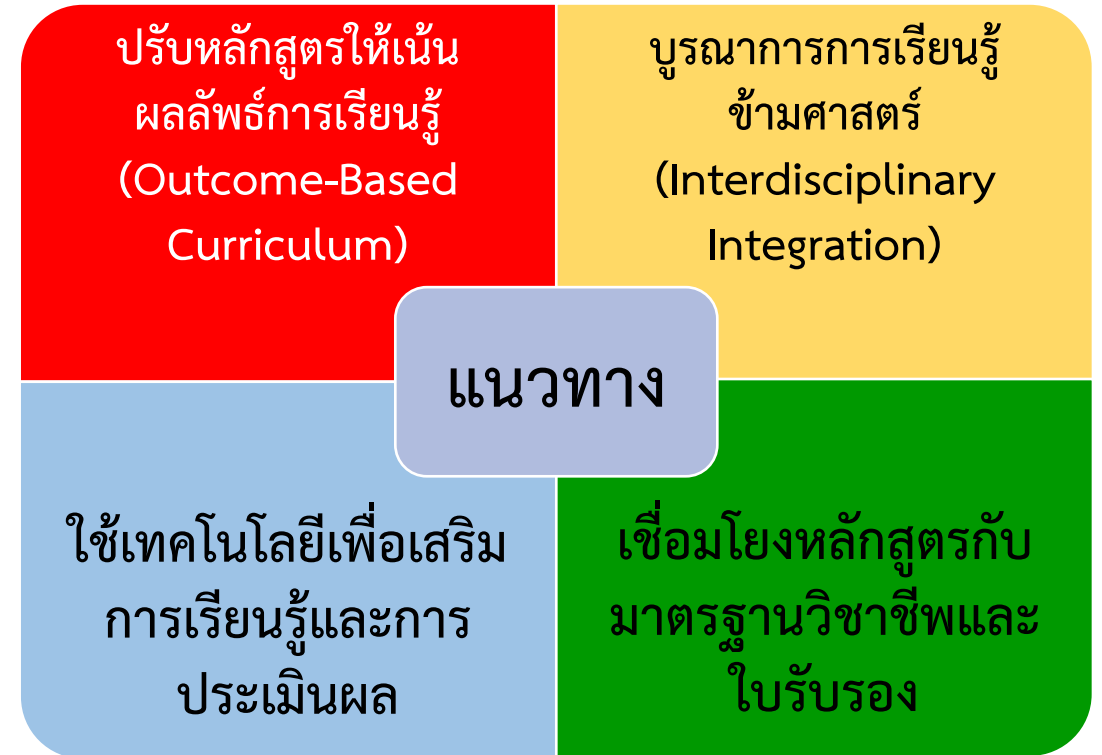 ปรับหลักสูตรให้เน้น
ผลลัพธ์การเรียนรู้
(Outcome-Based
Curriculum)
บูรณาการการเรียนรู้
ข้ามศาสตร์
(Interdisciplinary
Integration)
แนวทาง
ใช้เทคโนโลยีเพื่อเสริม
การเรียนรู้และการ
ประเมินผล
เชื่อมโยงหลักสูตรกับ
มาตรฐานวิชาชีพและ
ใบรับรอง